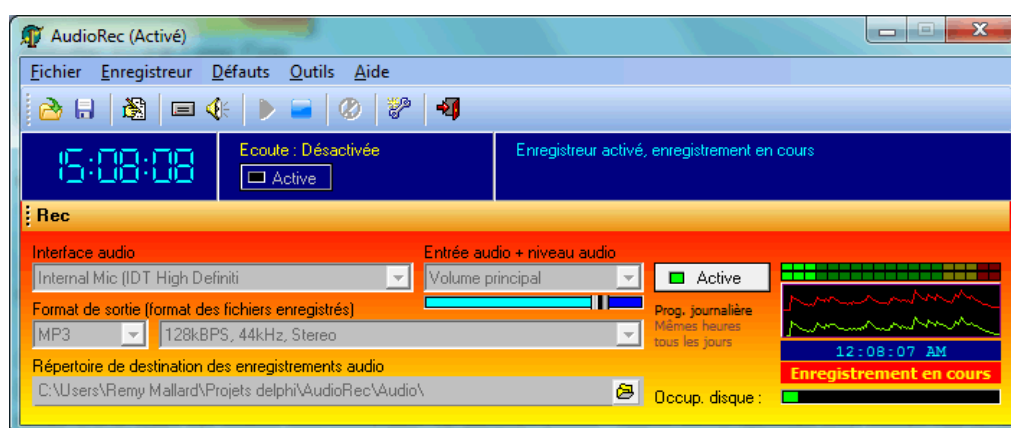 AudioRec (Activé)
Fichier Enregistreur Défauts Outils Aide
15:08:08
Ecoute : Désactivée
Active
Enregistreur activé, enregistrement en cours
Rec
Interface audio
Entrée audio + niveau audio
Internal Mic (IDT High Definiti
Volume principal
Active
Format de sortie (format des fichiers enregistrés)
MP3
128kBPS, 44kHz, Stereo
Prog. journalière
Mêmes heures
tous les jours
12:08:07 AM
Enregistrement en cours
Répertoire de destination des enregistrements audio
C:\Users\Remy Mallard\Projets delphi\AudioRec\Audio\
Occup. disque :